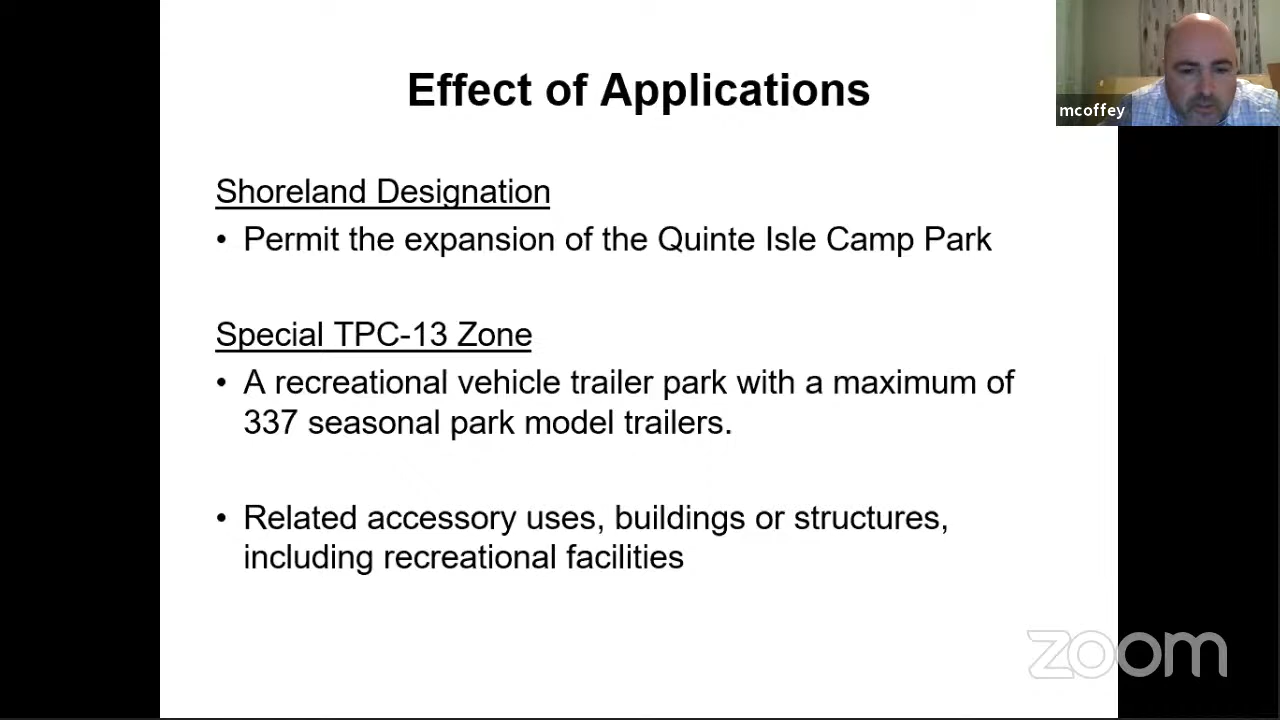 Effect of Applications
mcoffey
Shoreland Designation
• Permit the expansion of the Quinte Isle Camp Park
Special TPC-13 Zone
• A recreational vehicle trailer park with a maximum of
337 seasonal park model trailers.
• Related accessory uses, buildings or structures,
including recreational facilities
zoom